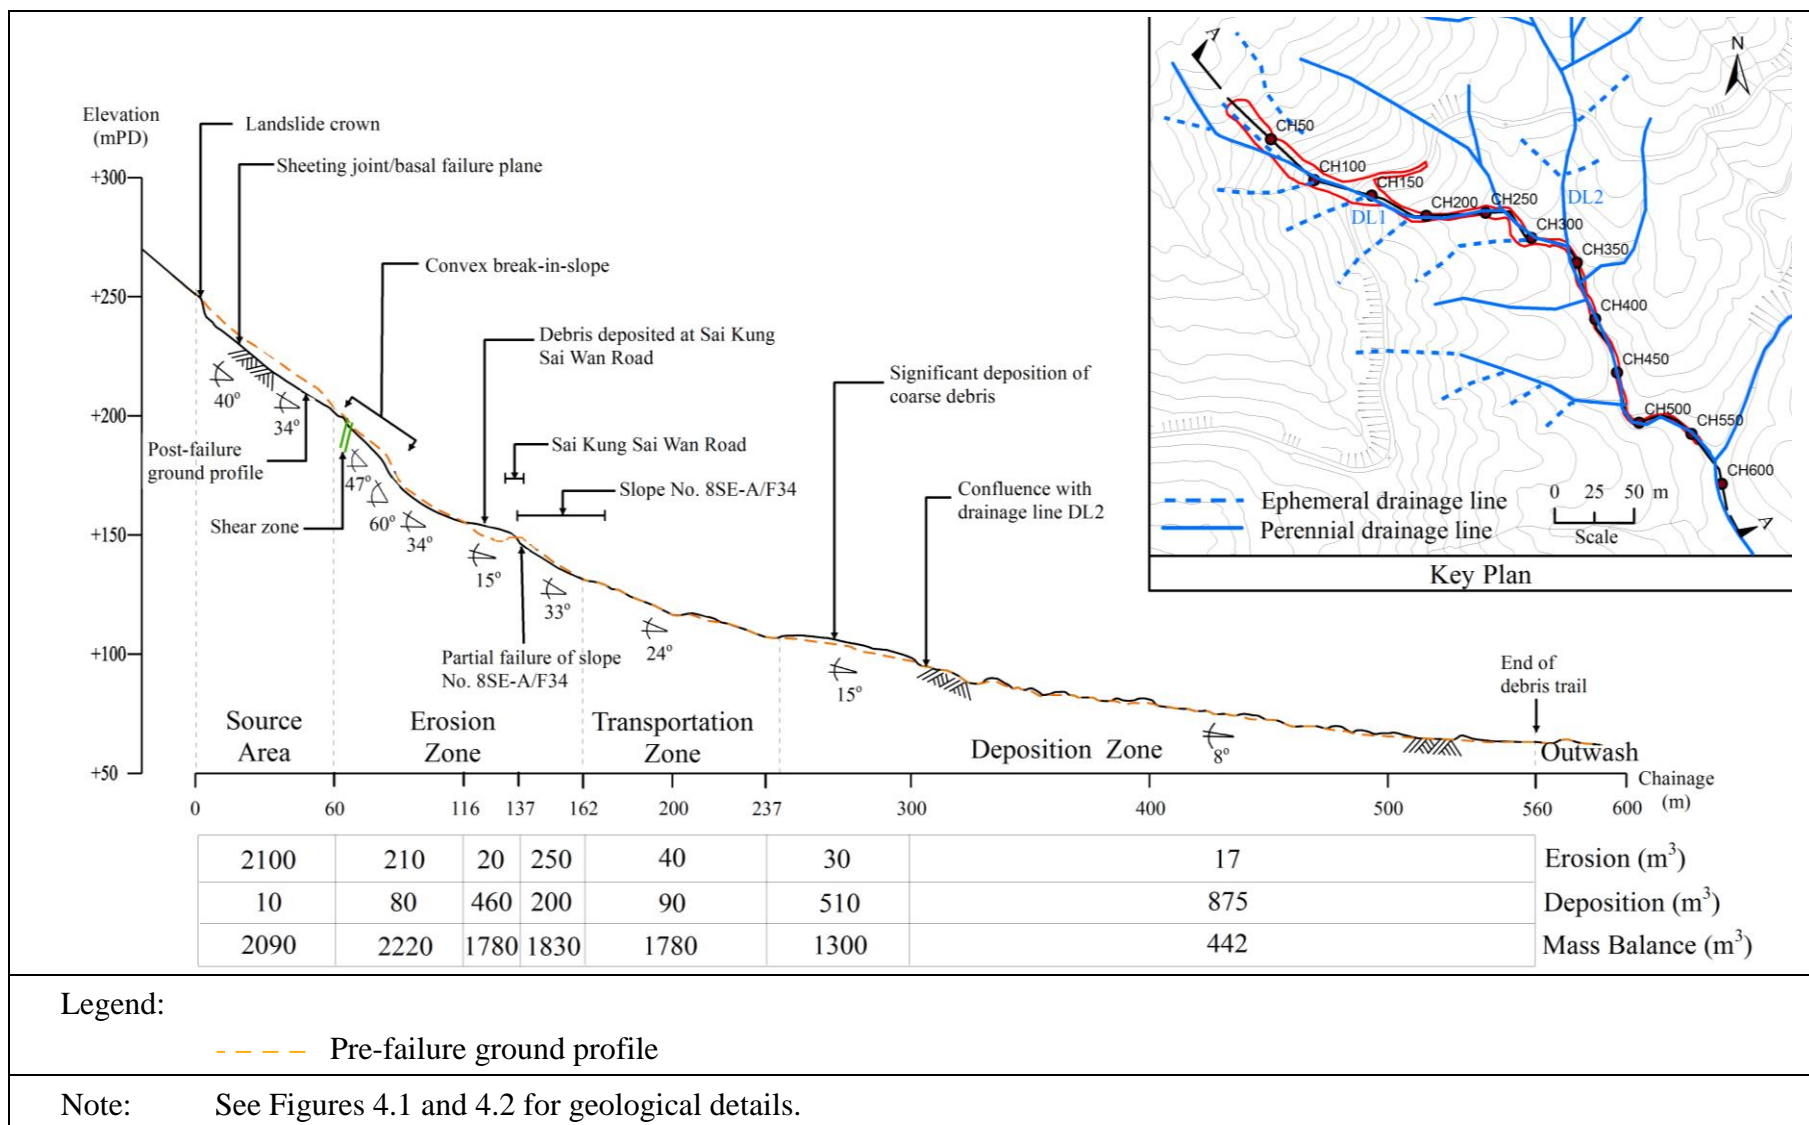 Elevation
(mPD)
+300
+250
+200
+150
+100
+50
Landslide crown
Sheeting joint/basal failure plane
Convex break-in-slope
Debris deposited at Sai Kung
Sai Wan Road
Sai Kung Sai Wan Road
Slope No. 8SE-A/F34
Significant deposition of
coarse debris
Confluence with
drainage line DL2
Post-failure
ground profile
Shear zone
Partial failure of slope
No. 8SE-A/F34
End of
debris trail
40°
34°
47°
60°
34°
15°
33°
24°
15°
8°
Source
Area
Erosion
Zone
Transportation
Zone
Deposition Zone
Outwash
0
60
116
137
162
200
237
300
400
500
560
600
Chainage
(m)
2100 210 20 250 40 30 17 Erosion (m³)
10 80 460 200 90 510 875 Deposition (m³)
2090 2220 1780 1830 1780 1300 442 Mass Balance (m³)
A
N
CH50
CH100
CH150
CH200
CH250
CH300
CH350
CH400
CH450
CH500
CH550
CH600
DL1
DL2
A
Ephemeral drainage line
Perennial drainage line
0 25 50 m
Scale
Key Plan
Legend:
Pre-failure ground profile
Note: See Figures 4.1 and 4.2 for geological details.